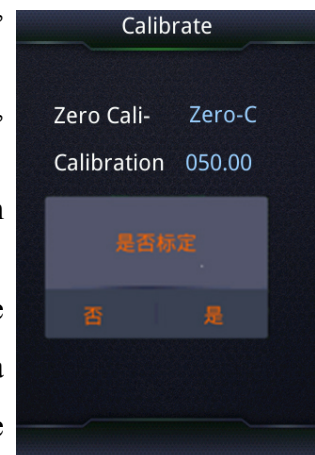 ,
Calibrate
,
Zero Cali- Zero-C
Calibration 050.00
是否标定
否 是
e
e